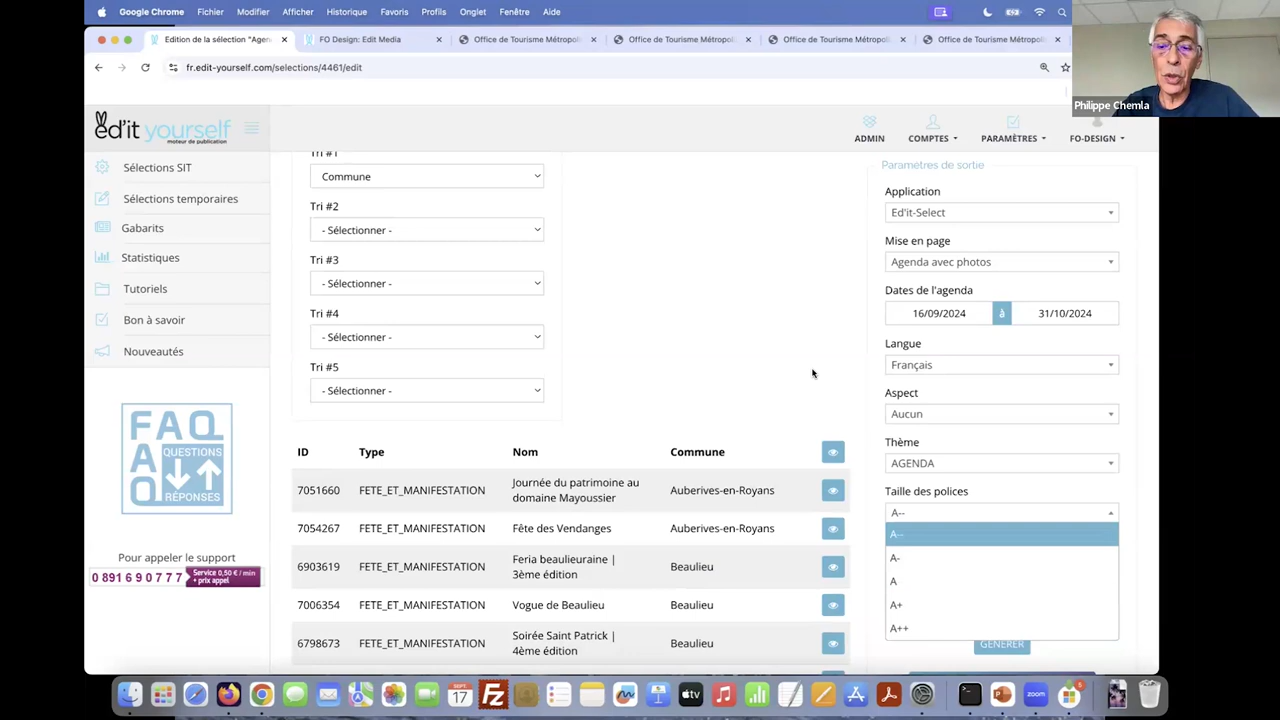 Google Chrome Fichier Modifier Afficher Historique Favoris Profils Onglet Fenêtre Aide
Edition de la sélection "Agen
FO Design: Edit Media
Office de Tourisme Métropol
Office de Tourisme Métropol
Office de Tourisme Métropol
Office de Tourisme Métropol
fr.edit-yourself.com/selections/4461/edit
Philippe Chemla
ed'it yourself
moteur de publication
ADMIN
COMPTES
PARAMÈTRES
FO-DESIGN
Sélections SIT
Sélections temporaires
Gabarits
Statistiques
Tutoriels
Bon à savoir
Nouveautés
FAQ
A QUESTIONS
Q RÉPONSES
Pour appeler le support
0 891 690 777 Service 0,50 € / min
+ prix appel
Tri #1
Commune
Tri #2
- Sélectionner -
Tri #3
- Sélectionner -
Tri #4
- Sélectionner -
Tri #5
- Sélectionner -
ID Type Nom Commune
7051660 FETE_ET_MANIFESTATION Journée du patrimoine au domaine Mayoussier Auberives-en-Royans
7054267 FETE_ET_MANIFESTATION Fête des Vendanges Auberives-en-Royans
6903619 FETE_ET_MANIFESTATION Feria beaulieuraine | 3ème édition Beaulieu
7006354 FETE_ET_MANIFESTATION Vogue de Beaulieu Beaulieu
6798673 FETE_ET_MANIFESTATION Soirée Saint Patrick | 4ème édition Beaulieu
Paramètres de sortie
Application
Ed'it-Select
Mise en page
Agenda avec photos
Dates de l'agenda
16/09/2024 à 31/10/2024
Langue
Français
Aspect
Aucun
Thème
AGENDA
Taille des polices
A--
A--
A-
A
A+
A++
GÉNÉRER
SEPT.
17
tv
zoom
5